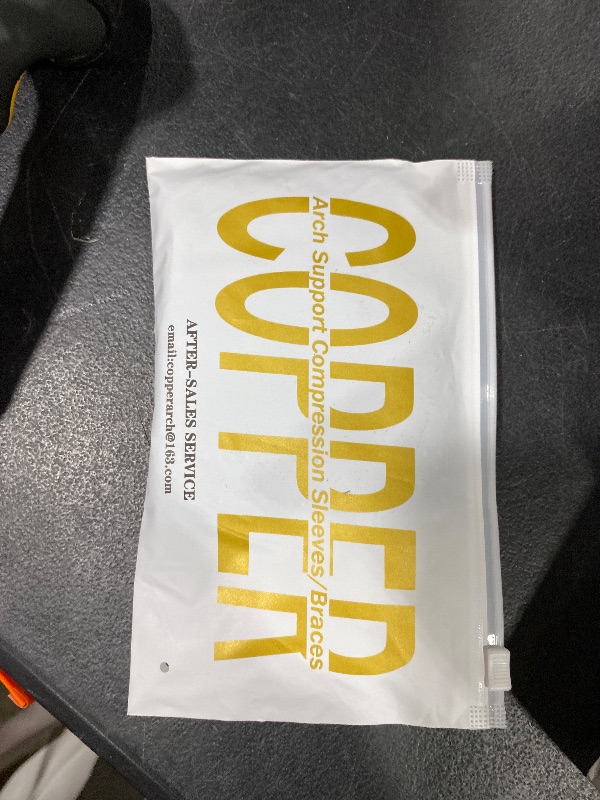 COPPER
Arch Support Compression Sleeves/Braces
AFTER-SALES SERVICE
email:copperarch@163.com